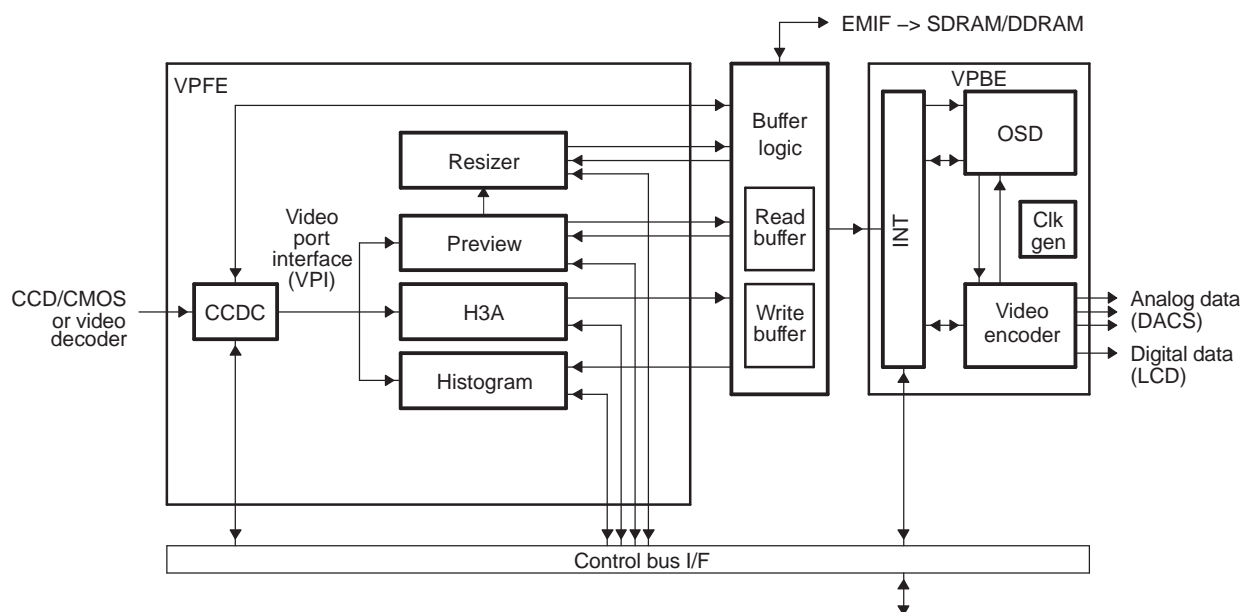 EMIF –> SDRAM/DDRAM
VPFE
VPBE
Buffer
logic
OSD
Resizer
Read
buffer
INT
Clk
gen
Video
port
interface
(VPI)
Preview
CCD/CMOS
or video
decoder
CCDC
H3A
Write
buffer
Video
encoder
Analog data
(DACS)
Digital data
(LCD)
Histogram
Control bus I/F